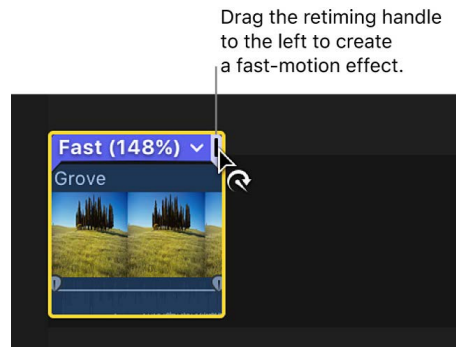 Drag the retiming handle
to the left to create
a fast-motion effect.
Fast (148%)
Grove